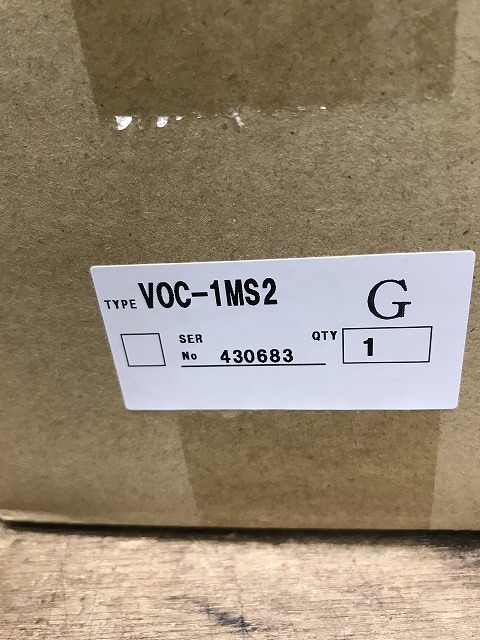 TYPE VOC-1MS2 G
SER No 430683 QTY 1